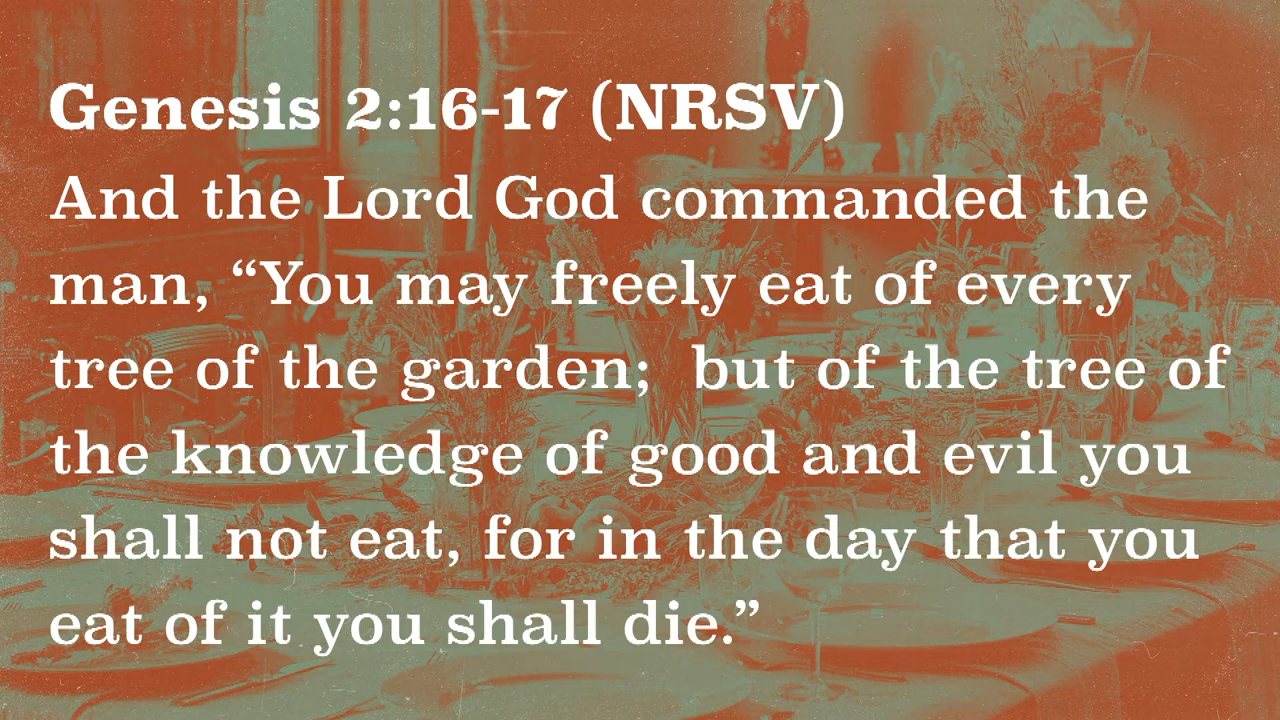 Genesis 2:16-17 (NRSV)
And the Lord God commanded the
man, “You may freely eat of every
tree of the garden;  but of the tree of
the knowledge of good and evil you
shall not eat, for in the day that you
eat of it you shall die.”